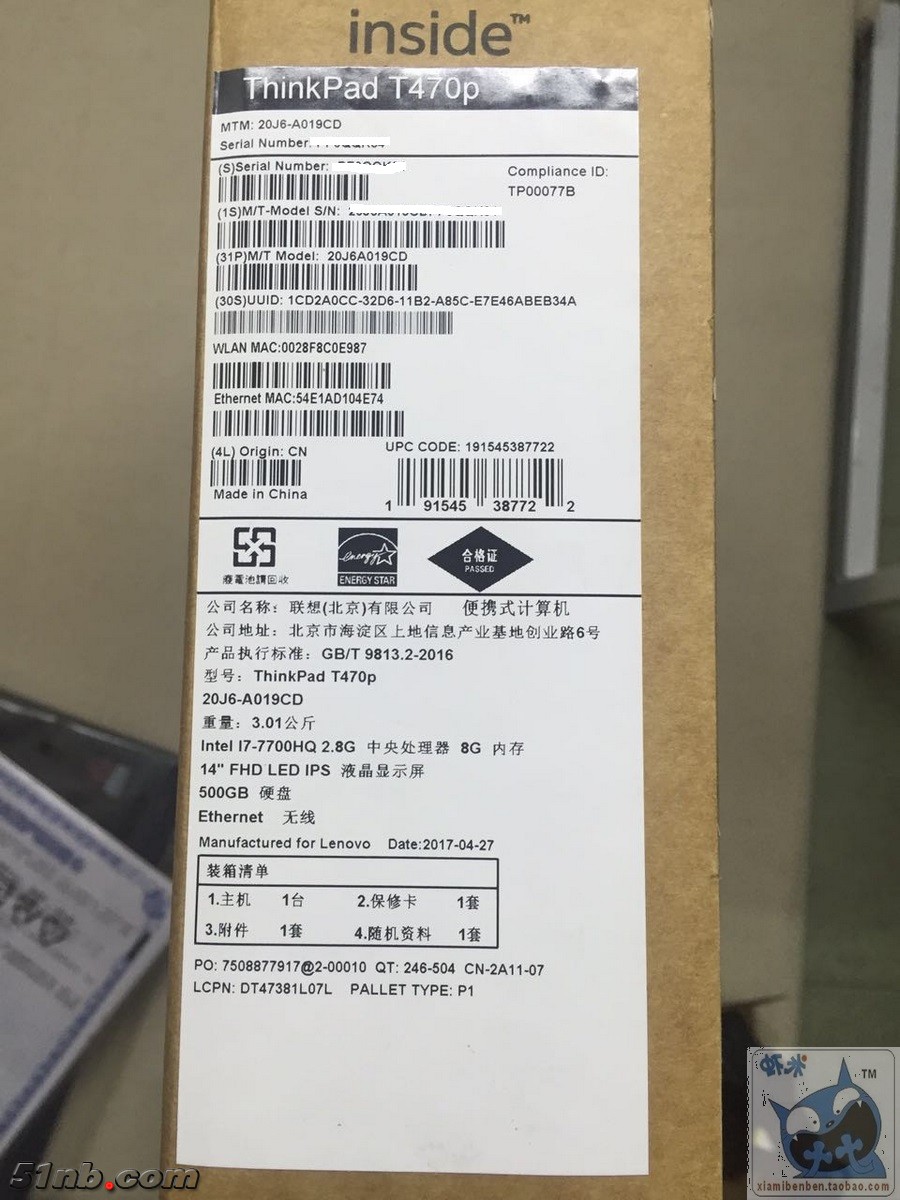 inside™
ThinkPad T470p
MTM: 20J6-A019CD
Serial Number:
(S)Serial Number:
Compliance ID:
TP00077B
(1S)M/T-Model S/N:
(31P)M/T Model: 20J6A019CD
(30S)UUID: 1CD2A0CC-32D6-11B2-A85C-E7E46ABEB34A
WLAN MAC:0028F8C0E987
Ethernet MAC:54E1AD104E74
(4L) Origin: CN
Made in China
UPC CODE: 191545387722
1 91545 38772 2
廢電池請回收
energy
ENERGY STAR
合格证
PASSED
公司名称: 联想(北京)有限公司 便携式计算机
公司地址: 北京市海淀区上地信息产业基地创业路6号
产品执行标准: GB/T 9813.2-2016
型号: ThinkPad T470p
20J6-A019CD
重量: 3.01公斤
Intel I7-7700HQ 2.8G 中央处理器 8G 内存
14" FHD LED IPS 液晶显示屏
500GB 硬盘
Ethernet 无线
Manufactured for Lenovo Date:2017-04-27
装箱清单
1.主机 1台 2.保修卡 1套
3.附件 1套 4.随机资料 1套
PO: 7508877917@2-00010 QT: 246-504 CN-2A11-07
LCPN: DT47381L07L PALLET TYPE: P1
51nb.com
虾米
TM
xiamibenben.taobao.com